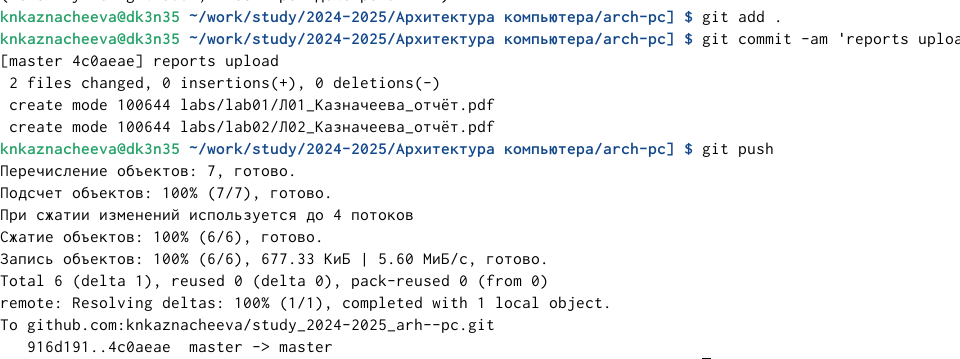 knkaznacheeva@dk3n35 ~/work/study/2024-2025/Архитектура компьютера/arch-pc] $ git add .
knkaznacheeva@dk3n35 ~/work/study/2024-2025/Архитектура компьютера/arch-pc] $ git commit -am 'reports uploa
[master 4c0aeae] reports upload
 2 files changed, 0 insertions(+), 0 deletions(-)
 create mode 100644 labs/lab01/Л01_Казначеева_отчёт.pdf
 create mode 100644 labs/lab02/Л02_Казначеева_отчёт.pdf
knkaznacheeva@dk3n35 ~/work/study/2024-2025/Архитектура компьютера/arch-pc] $ git push
Перечисление объектов: 7, готово.
Подсчет объектов: 100% (7/7), готово.
При сжатии изменений используется до 4 потоков
Сжатие объектов: 100% (6/6), готово.
Запись объектов: 100% (6/6), 677.33 КиБ | 5.60 МиБ/с, готово.
Total 6 (delta 1), reused 0 (delta 0), pack-reused 0 (from 0)
remote: Resolving deltas: 100% (1/1), completed with 1 local object.
To github.com:knkaznacheeva/study_2024-2025_arh--pc.git
   916d191..4c0aeae  master -> master